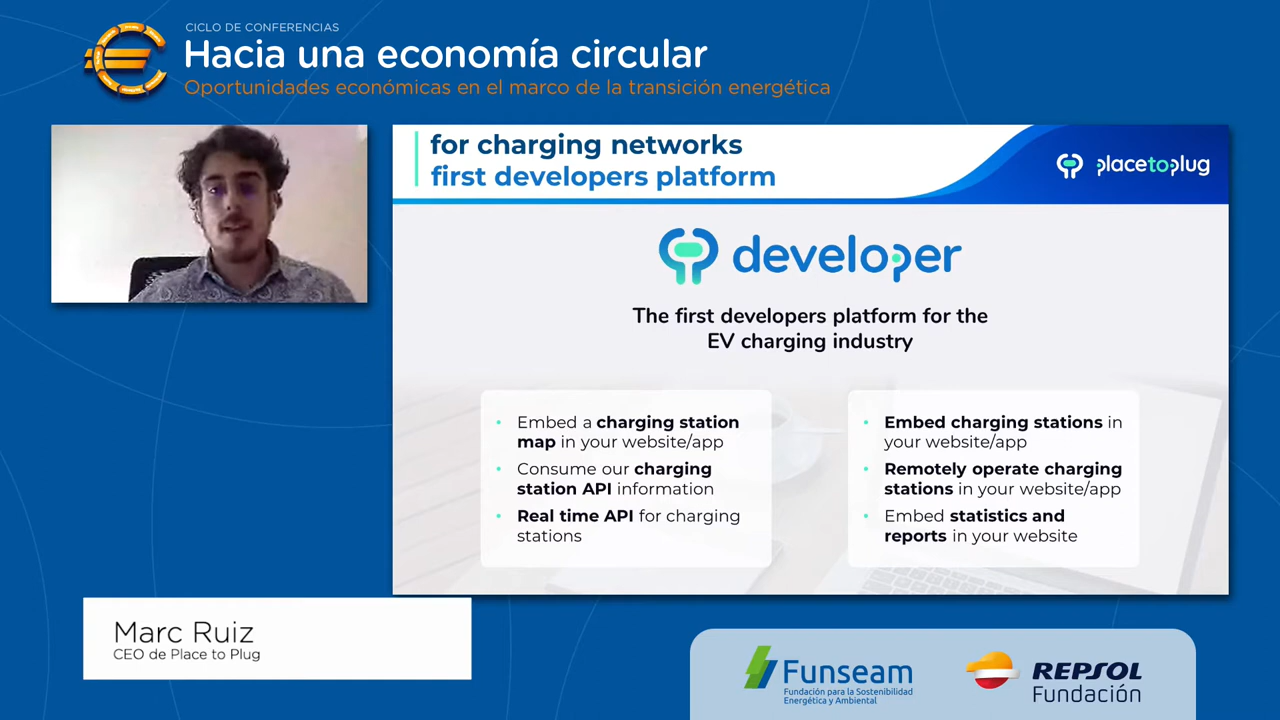 CICLO DE CONFERENCIAS
Hacia una economía circular
Oportunidades económicas en el marco de la transición energética
for charging networks
first developers platform
placetoplug
developer
The first developers platform for the
EV charging industry
• Embed a charging station
map in your website/app
• Consume our charging
station API information
• Real time API for charging
stations
• Embed charging stations in
your website/app
• Remotely operate charging
stations in your website/app
• Embed statistics and
reports in your website
Marc Ruiz
CEO de Place to Plug
Funseam
Fundación para la Sostenibilidad
Energética y Ambiental
REPSOL
Fundación